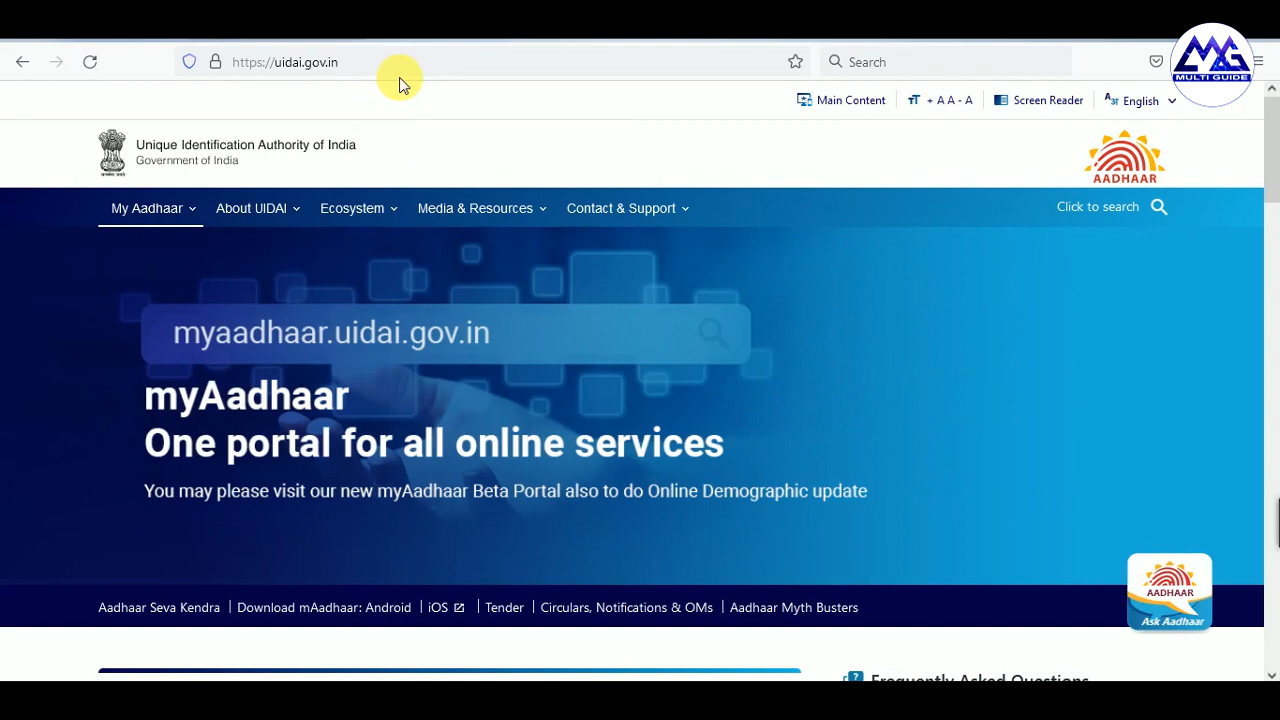 https://uidai.gov.in
Search
MULTI GUIDE
Main Content
+ A A - A
Screen Reader
English
Unique Identification Authority of India
Government of India
AADHAAR
My Aadhaar
About UIDAI
Ecosystem
Media & Resources
Contact & Support
Click to search
myaadhaar.uidai.gov.in
myAadhaar
One portal for all online services
You may please visit our new myAadhaar Beta Portal also to do Online Demographic update
AADHAAR
Ask Aadhaar
Aadhaar Seva Kendra
Download mAadhaar: Android
iOS
Tender
Circulars, Notifications & OMs
Aadhaar Myth Busters
Frequently Asked Questions